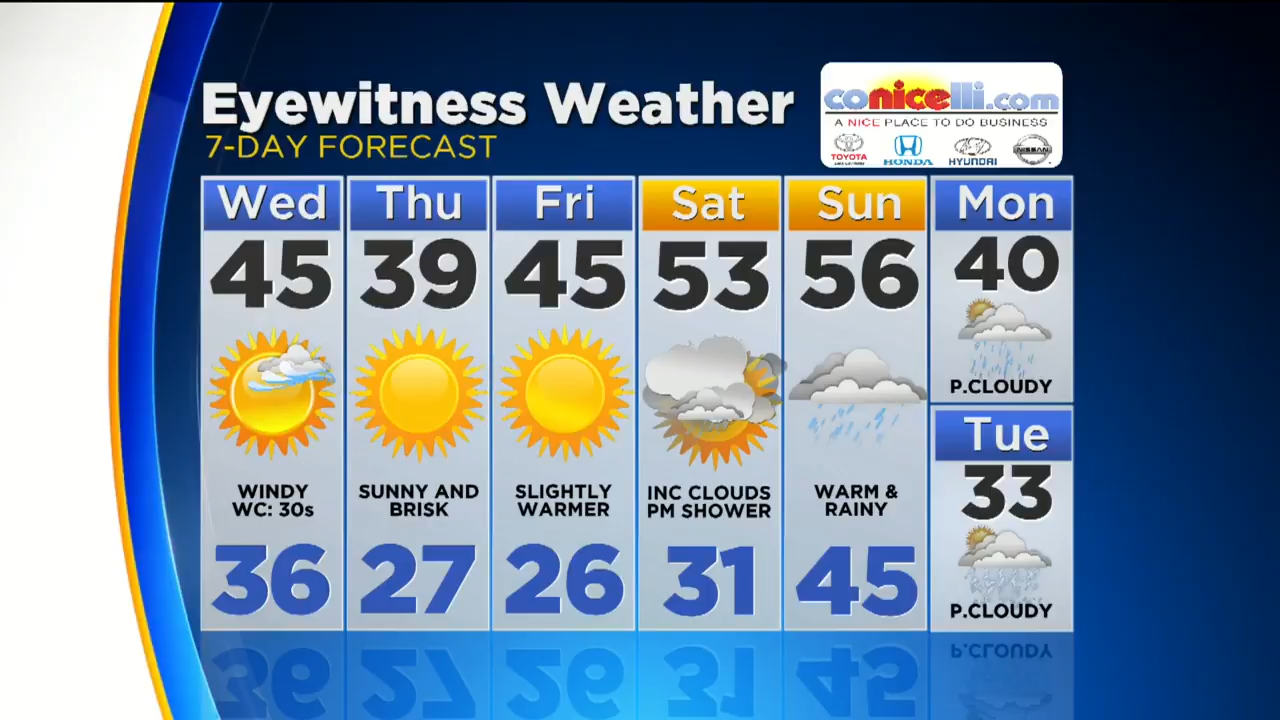 Eyewitness Weather
7-DAY FORECAST
conicelli.com
A NICE PLACE TO DO BUSINESS
TOYOTA
HONDA
HYUNDAI
NISSAN
Wed
45
WINDY
WC: 30s
36
Thu
39
SUNNY AND
BRISK
27
Fri
45
SLIGHTLY
WARMER
26
Sat
53
INC CLOUDS
PM SHOWER
31
Sun
56
WARM &
RAINY
45
Mon
40
P.CLOUDY
Tue
33
P.CLOUDY